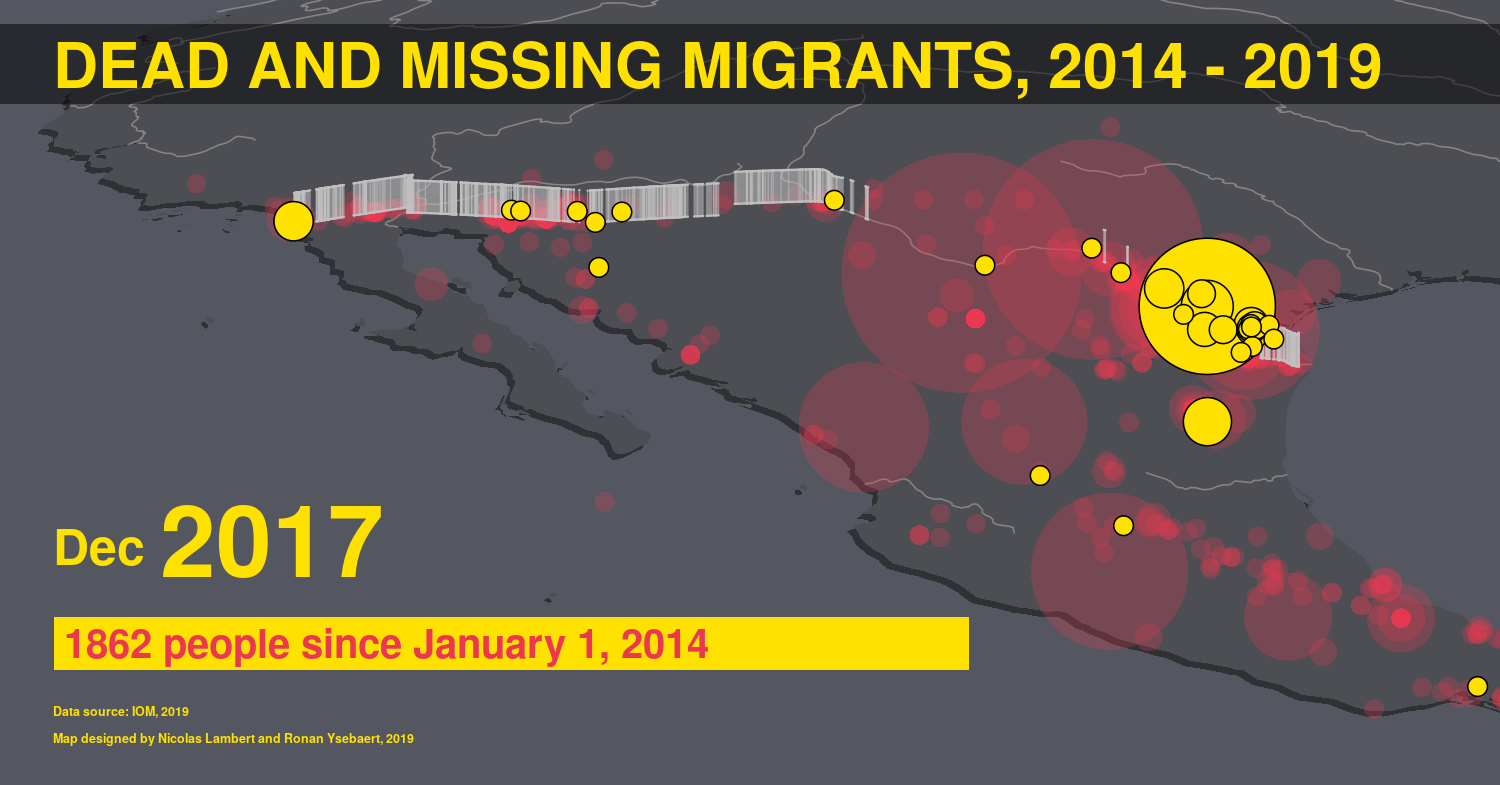 DEAD AND MISSING MIGRANTS, 2014 - 2019
Dec 2017
1862 people since January 1, 2014
Data source: IOM, 2019
Map designed by Nicolas Lambert and Ronan Ysebaert, 2019